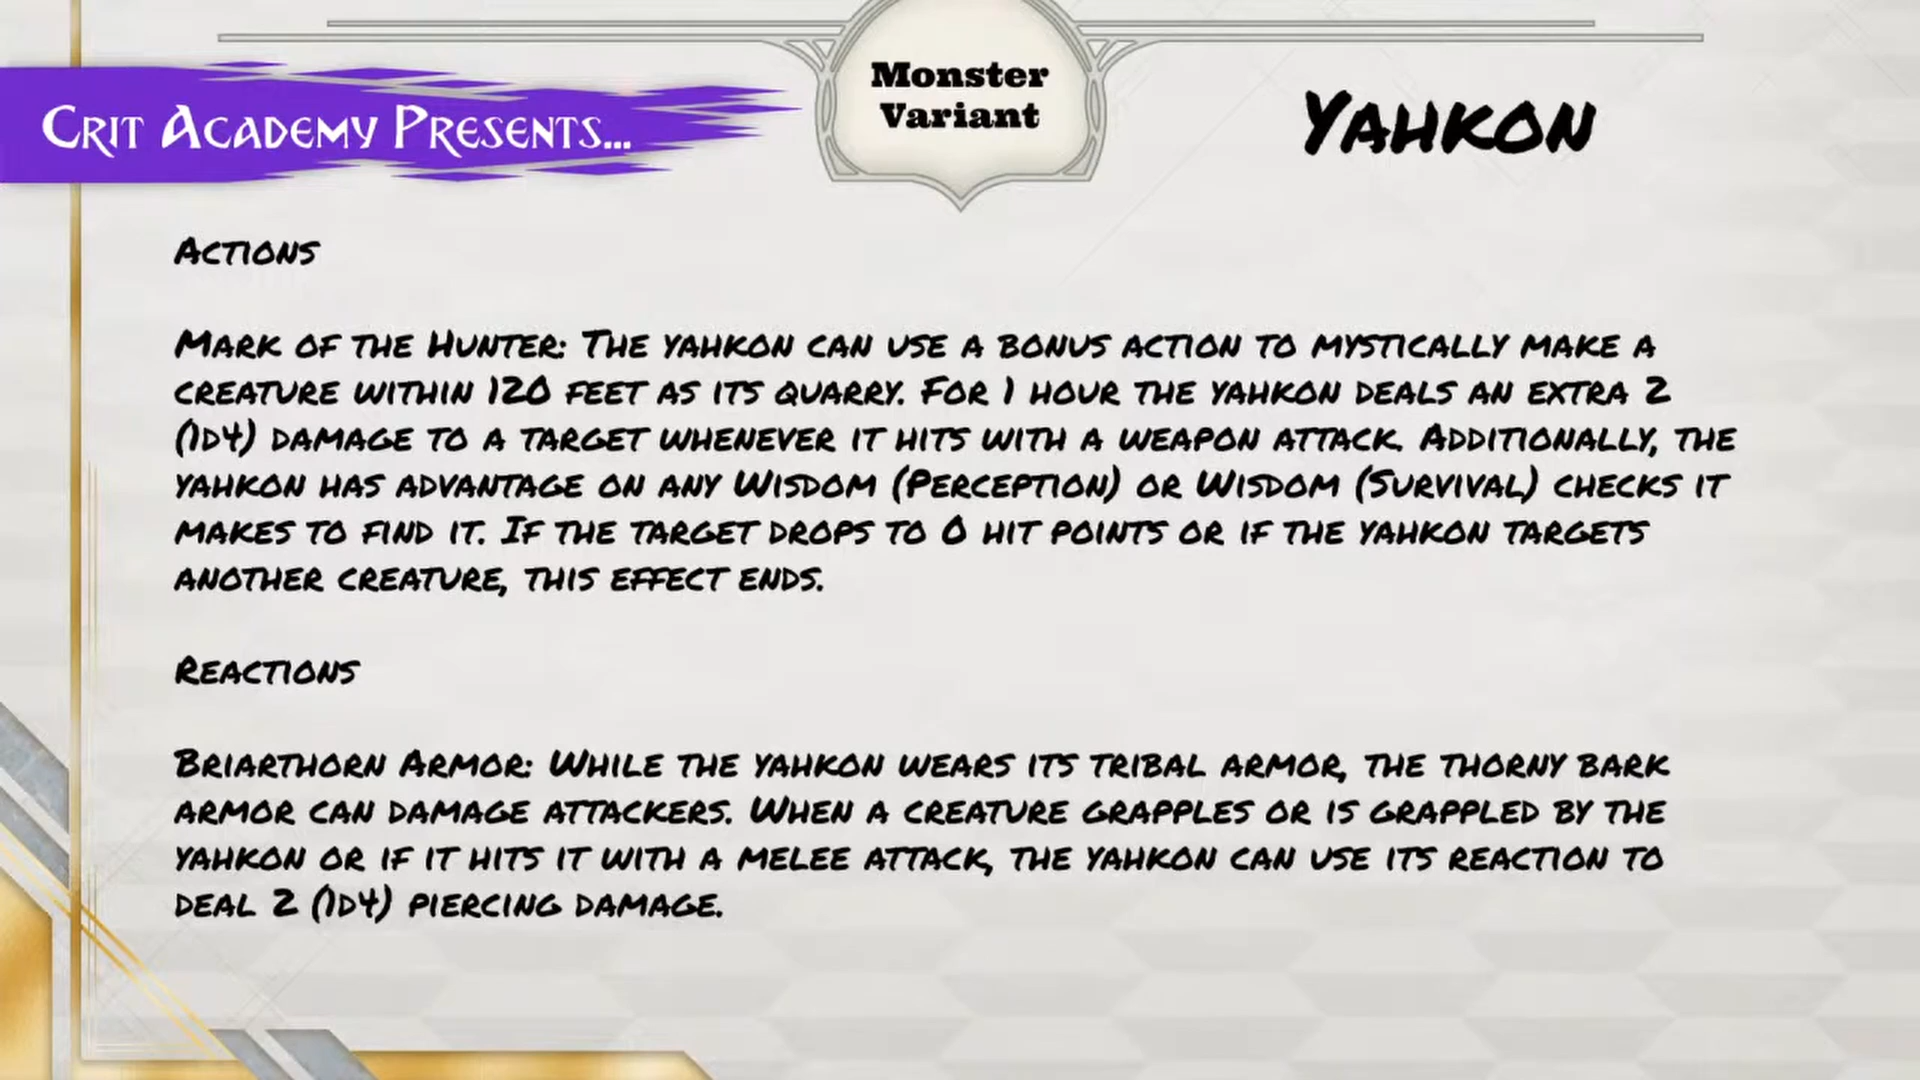 Monster
Variant
Crit Academy Presents...
Yahkon
Actions
Mark of the Hunter: The yahkon can use a bonus action to mystically make a
creature within 120 feet as its quarry. For 1 hour the yahkon deals an extra 2
(1d4) damage to a target whenever it hits with a weapon attack. Additionally, the
yahkon has advantage on any Wisdom (Perception) or Wisdom (Survival) checks it
makes to find it. If the target drops to 0 hit points or if the yahkon targets
another creature, this effect ends.
Reactions
Briarthorn Armor: While the yahkon wears its tribal armor, the thorny bark
armor can damage attackers. When a creature grapples or is grappled by the
yahkon or if it hits it with a melee attack, the yahkon can use its reaction to
deal 2 (1d4) piercing damage.